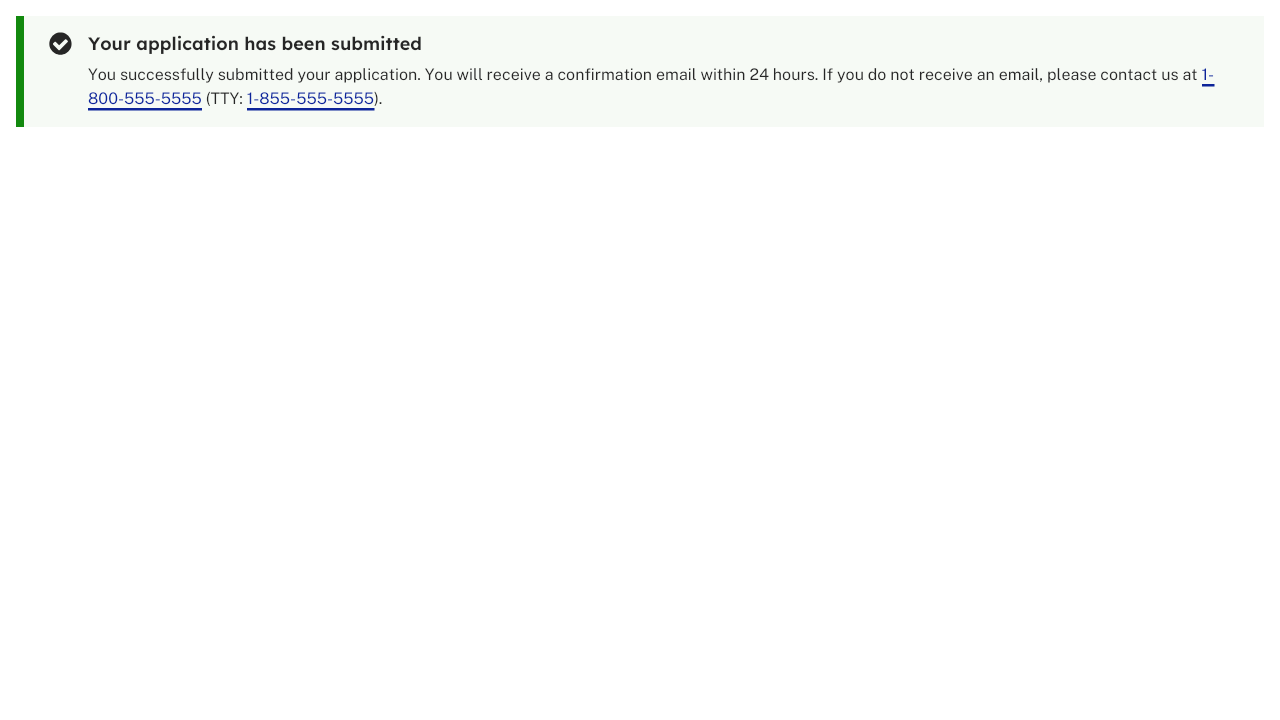 Your application has been submitted
You successfully submitted your application. You will receive a confirmation email within 24 hours. If you do not receive an email, please contact us at 1-
800-555-5555 (TTY: 1-855-555-5555).